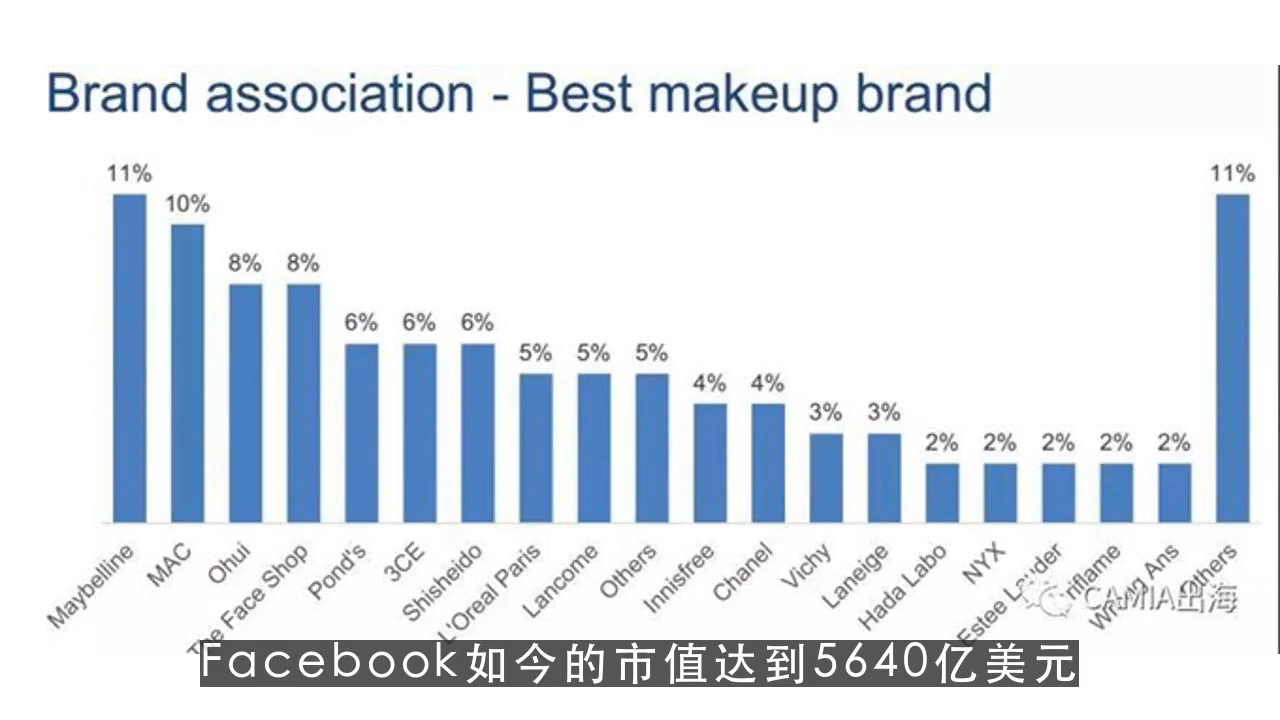 Brand association - Best makeup brand
11% 10% 8% 8% 6% 6% 6% 5% 5% 5% 4% 4% 3% 3% 2% 2% 2% 2% 2% 11%
Maybelline
MAC
Ohui
The Face Shop
Pond's
3CE
Shisheido
L'Oreal Paris
Lancome
Others
Innisfree
Chanel
Vichy
Laneige
Hada Labo
NYX
Estee Lauder
Ans
Others
CAMIA出海
Facebook如今的市值达到5640亿美元